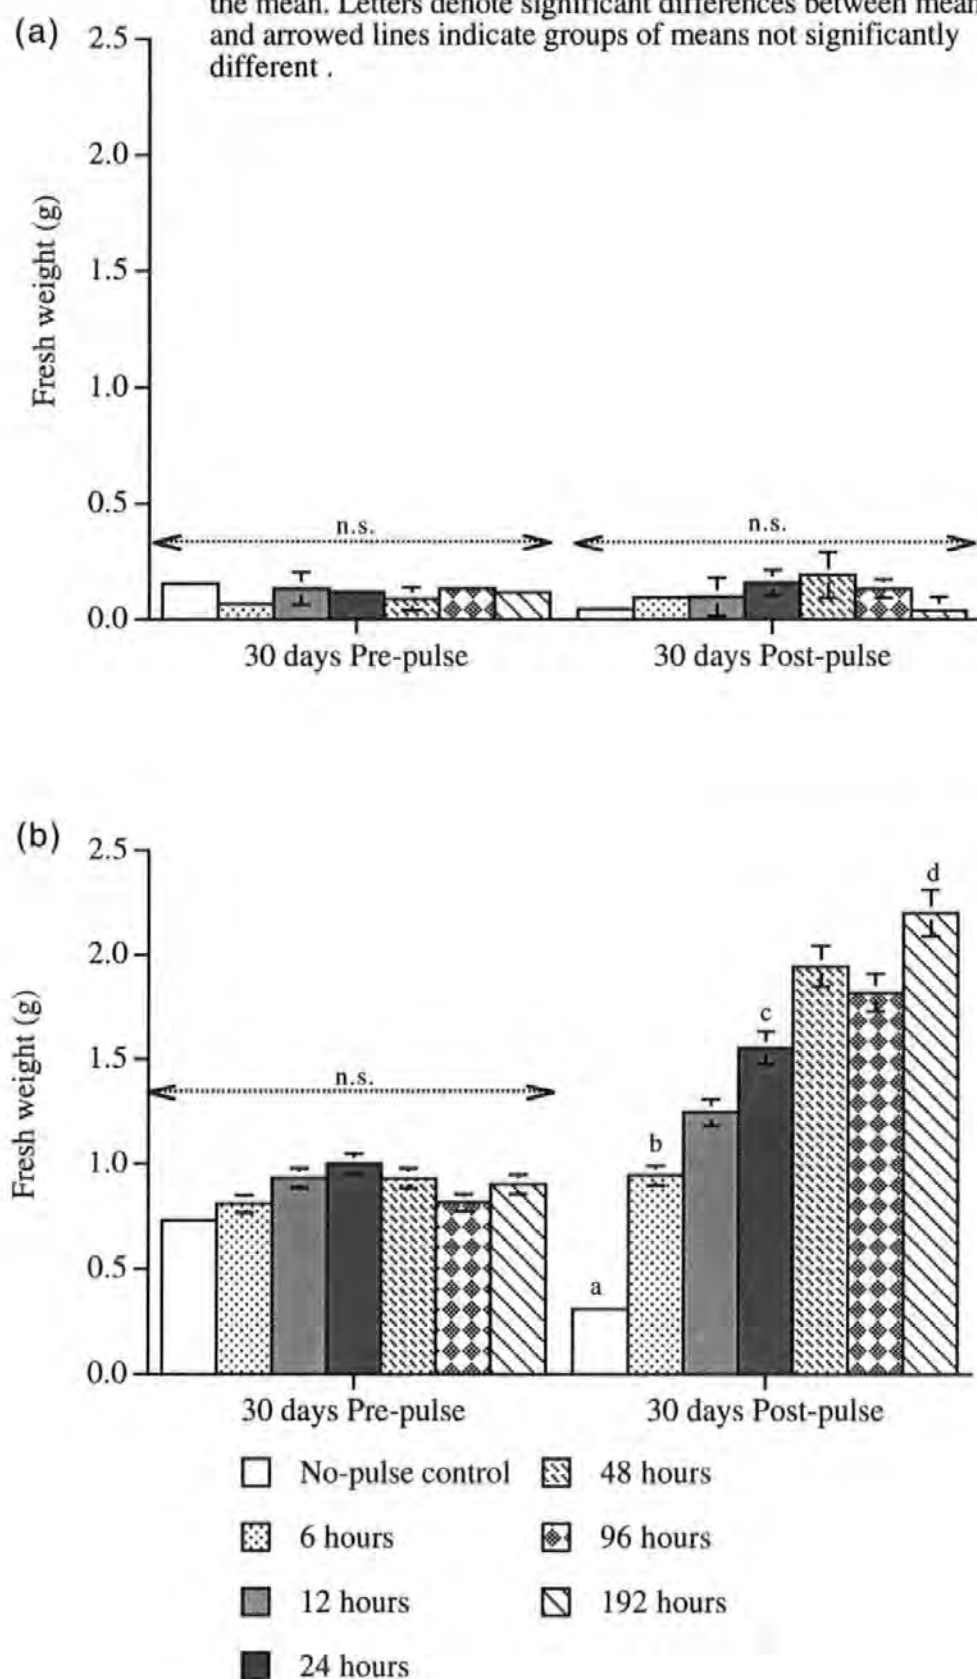 the mean. Letters denote significant differences between mean
and arrowed lines indicate groups of means not significantly
different .
(a)
2.5
2.0
1.5
1.0
0.5
0.0
Fresh weight (g)
n.s.
n.s.
30 days Pre-pulse
30 days Post-pulse
(b)
2.5
2.0
1.5
1.0
0.5
0.0
Fresh weight (g)
n.s.
a
b
c
d
30 days Pre-pulse
30 days Post-pulse
No-pulse control
6 hours
12 hours
24 hours
48 hours
96 hours
192 hours